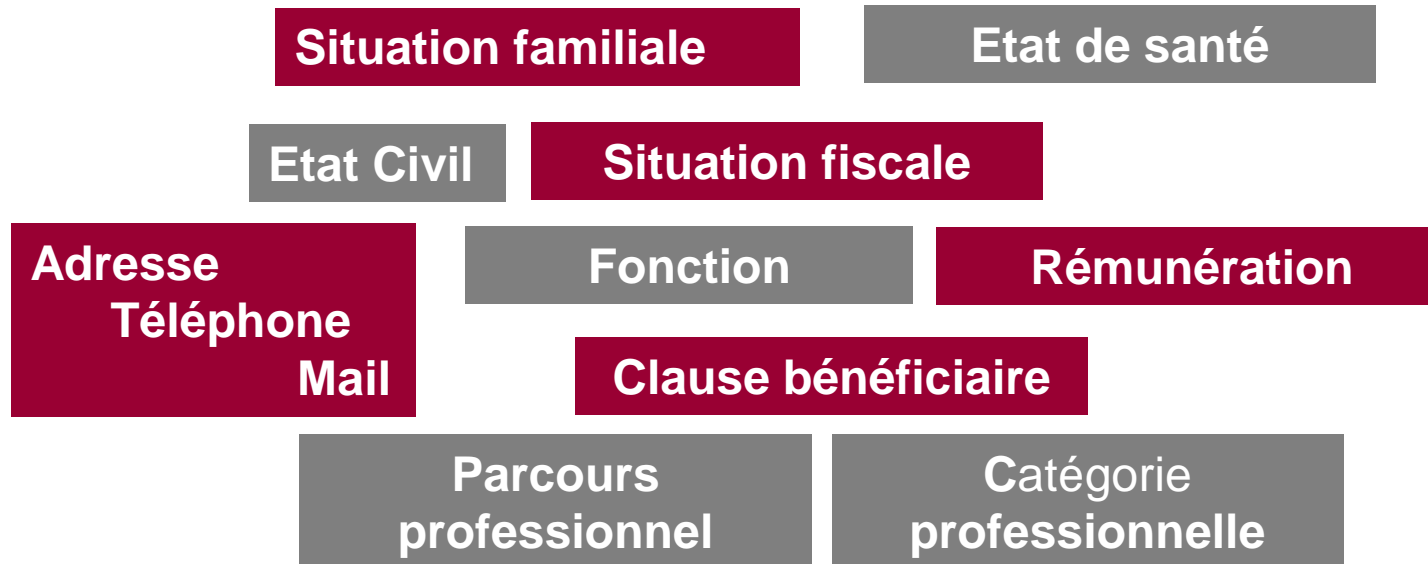 Situation familiale
Etat de santé
Etat Civil
Situation fiscale
Adresse
Téléphone
Mail
Fonction
Rémunération
Clause bénéficiaire
Parcours
professionnel
Catégorie
professionnelle